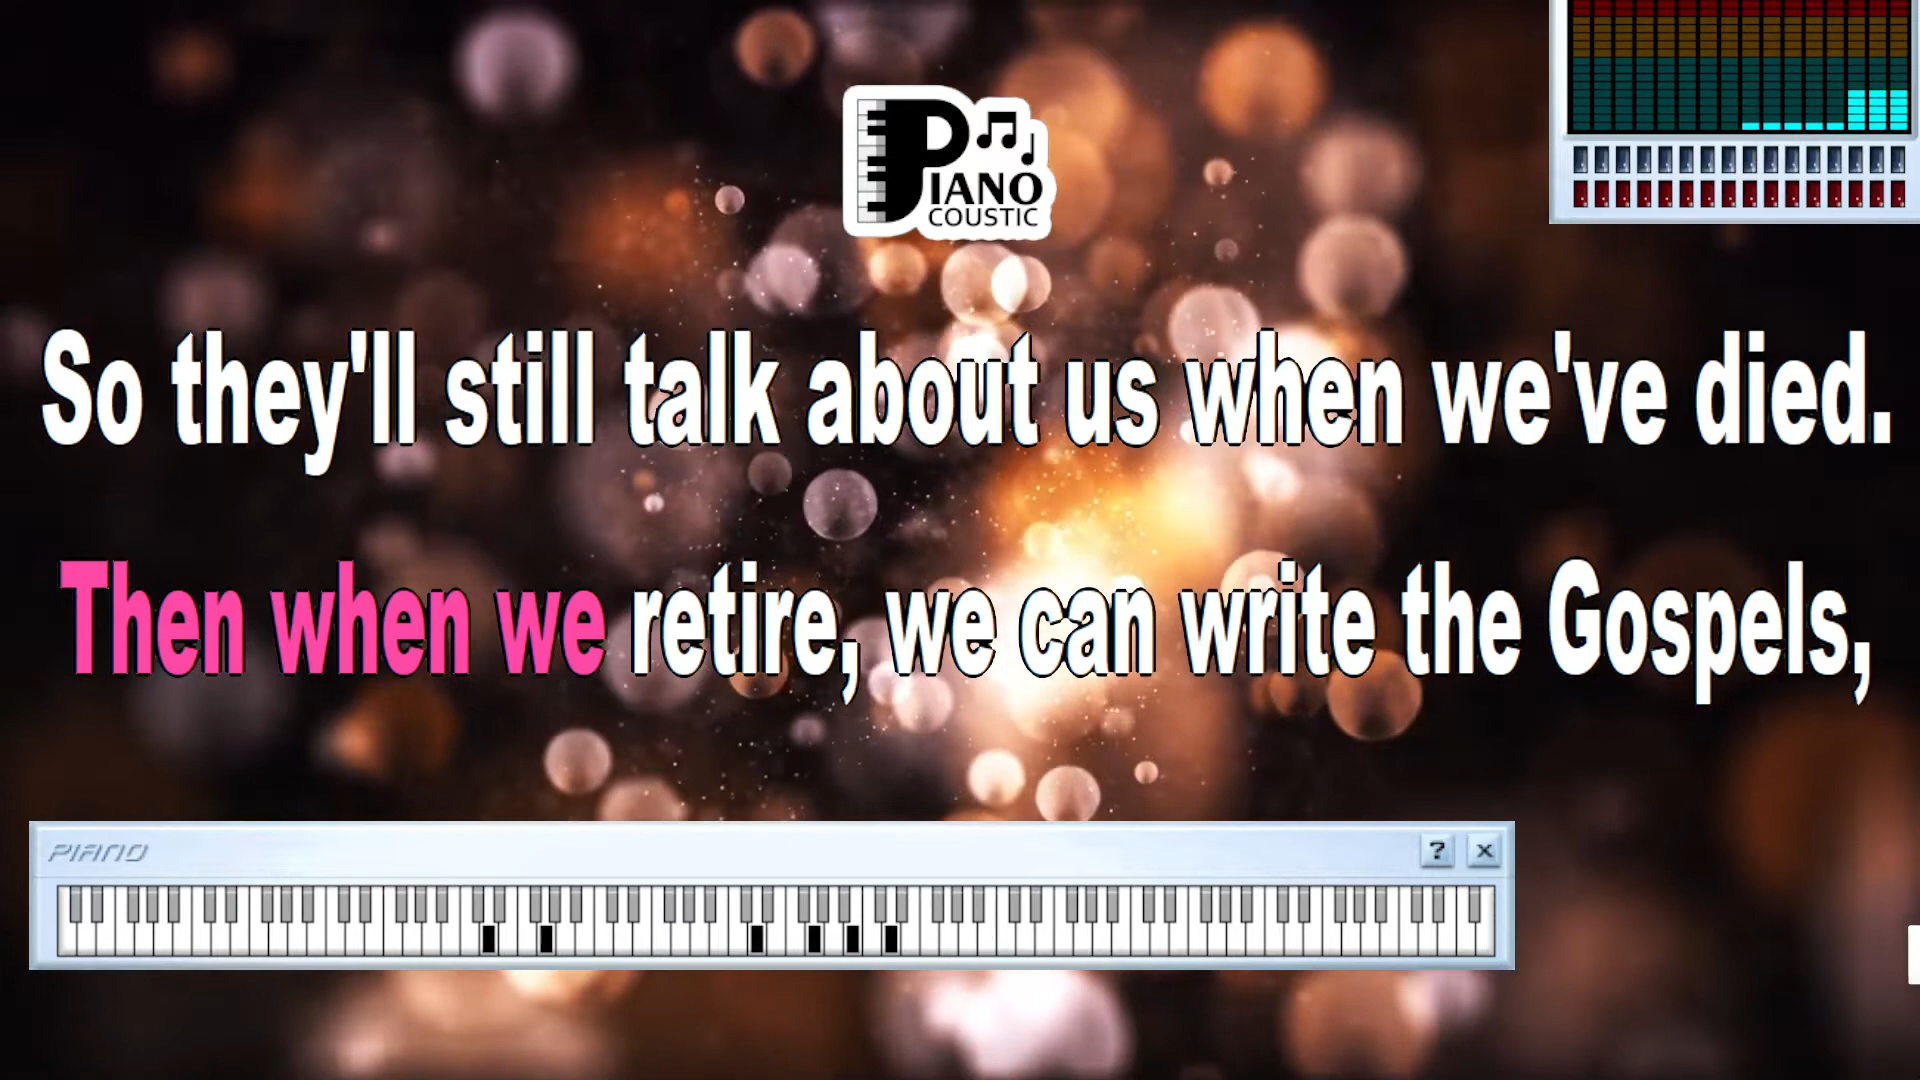 PIANO
COUSTIC
So they'll still talk about us when we've died.
Then when we retire, we can write the Gospels,
PIANO
? X